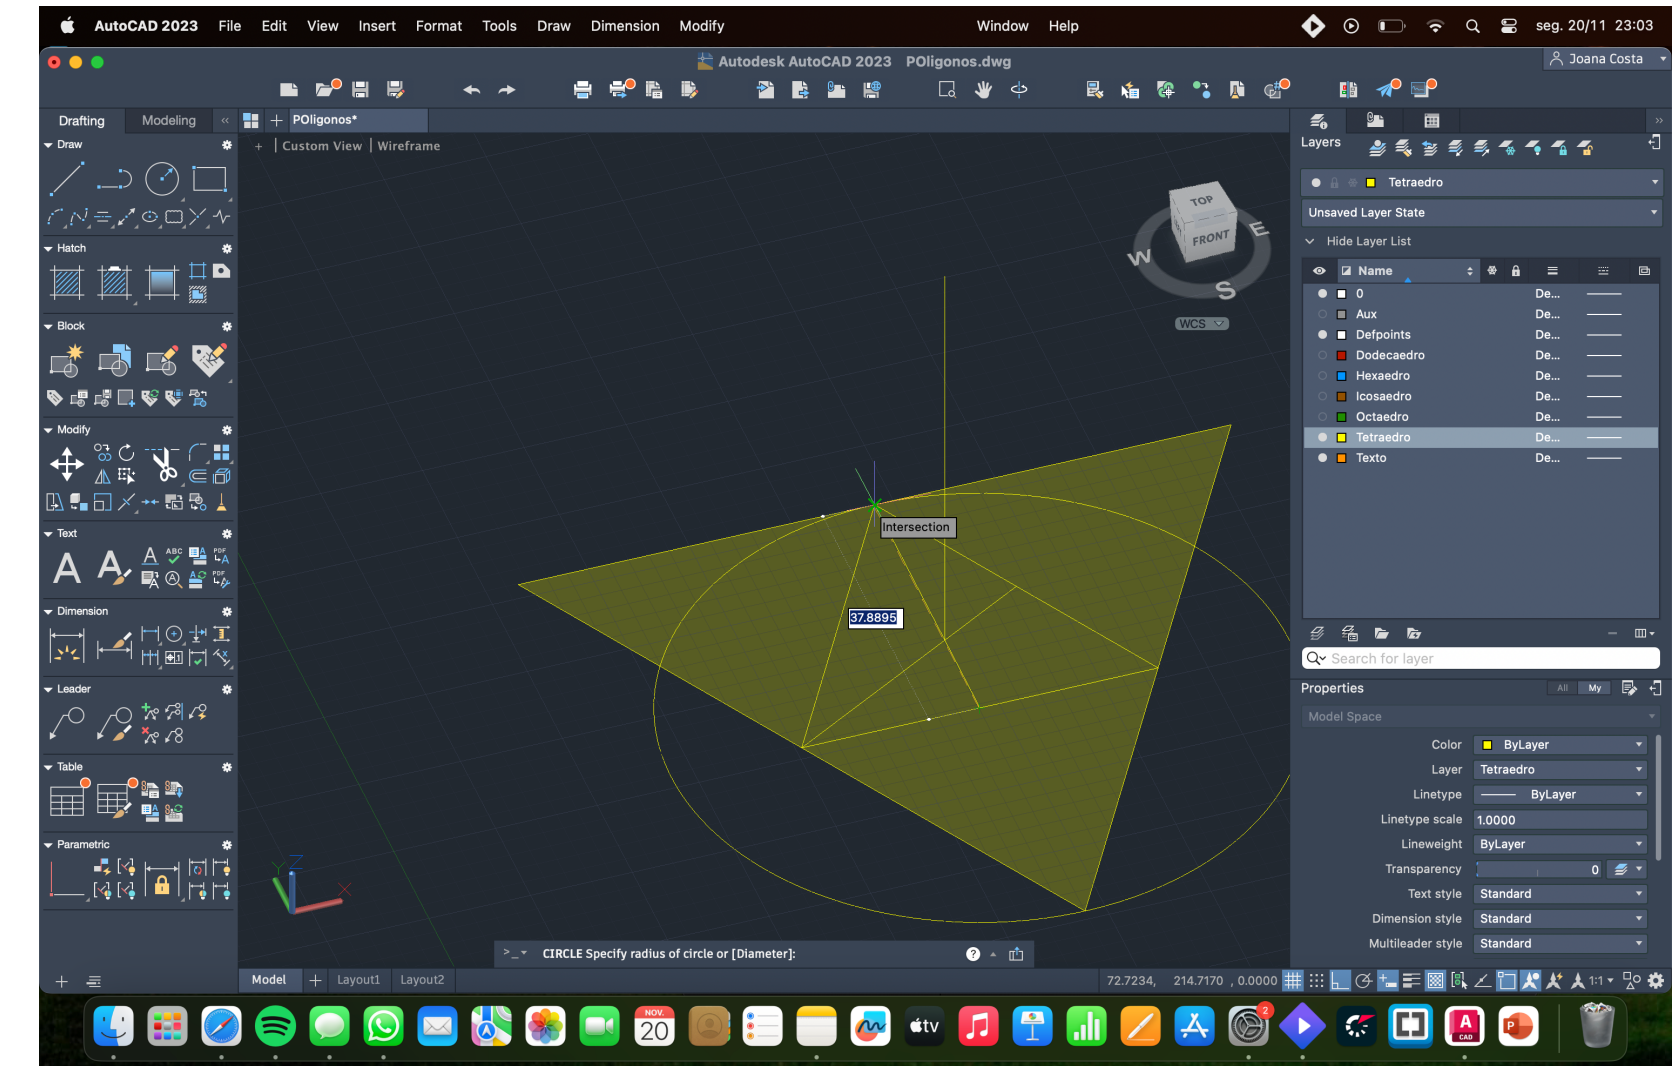 AutoCAD 2023 File Edit View Insert Format Tools Draw Dimension Modify Window Help seg. 20/11 23:03
Autodesk AutoCAD 2023 POligonos.dwg
Joana Costa
Drafting Modeling
POligonos*
Draw
+ | Custom View | Wireframe
Hatch
Block
Modify
Text
A A A ABC PDF
Dimension
Leader
Table
Parametric
TOP
FRONT
W S E
WCS
Intersection
37.8895
Y Z X
>_ CIRCLE Specify radius of circle or [Diameter]:
Model + Layout1 Layout2
72.7234, 214.7170 , 0.0000
1:1
Layers
Tetraedro
Unsaved Layer State
Hide Layer List
Name
0 De...
Aux De...
Defpoints De...
Dodecaedro De...
Hexaedro De...
Icosaedro De...
Octaedro De...
Tetraedro De...
Texto De...
Search for layer
Properties All My
Model Space
Color ByLayer
Layer Tetraedro
Linetype ByLayer
Linetype scale 1.0000
Lineweight ByLayer
Transparency 0
Text style Standard
Dimension style Standard
Multileader style Standard
NOV.
20
tv
2
A
CAD
P